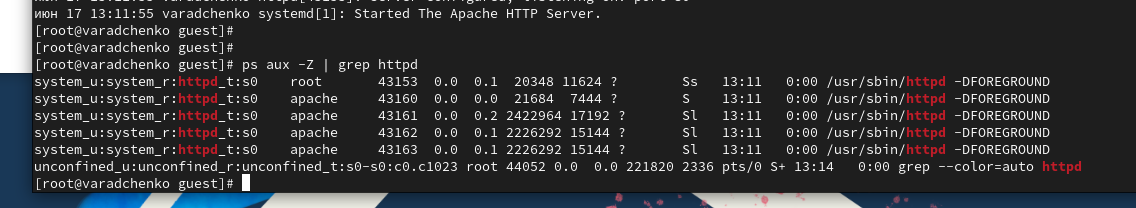 июн 17 13:11:55 varadchenko systemd[1]: Started The Apache HTTP Server.
[root@varadchenko guest]#
[root@varadchenko guest]#
[root@varadchenko guest]# ps aux -Z | grep httpd
system_u:system_r:httpd_t:s0    root       43153  0.0  0.1  20348 11624 ?        Ss   13:11   0:00 /usr/sbin/httpd -DFOREGROUND
system_u:system_r:httpd_t:s0    apache     43160  0.0  0.0  21684  7444 ?        S    13:11   0:00 /usr/sbin/httpd -DFOREGROUND
system_u:system_r:httpd_t:s0    apache     43161  0.0  0.2 2422964 17192 ?       Sl   13:11   0:00 /usr/sbin/httpd -DFOREGROUND
system_u:system_r:httpd_t:s0    apache     43162  0.0  0.1 2226292 15144 ?       Sl   13:11   0:00 /usr/sbin/httpd -DFOREGROUND
system_u:system_r:httpd_t:s0    apache     43163  0.0  0.1 2226292 15144 ?       Sl   13:11   0:00 /usr/sbin/httpd -DFOREGROUND
unconfined_u:unconfined_r:unconfined_t:s0-s0:c0.c1023 root 44052 0.0  0.0 221820 2336 pts/0 S+ 13:14   0:00 grep --color=auto httpd
[root@varadchenko guest]#